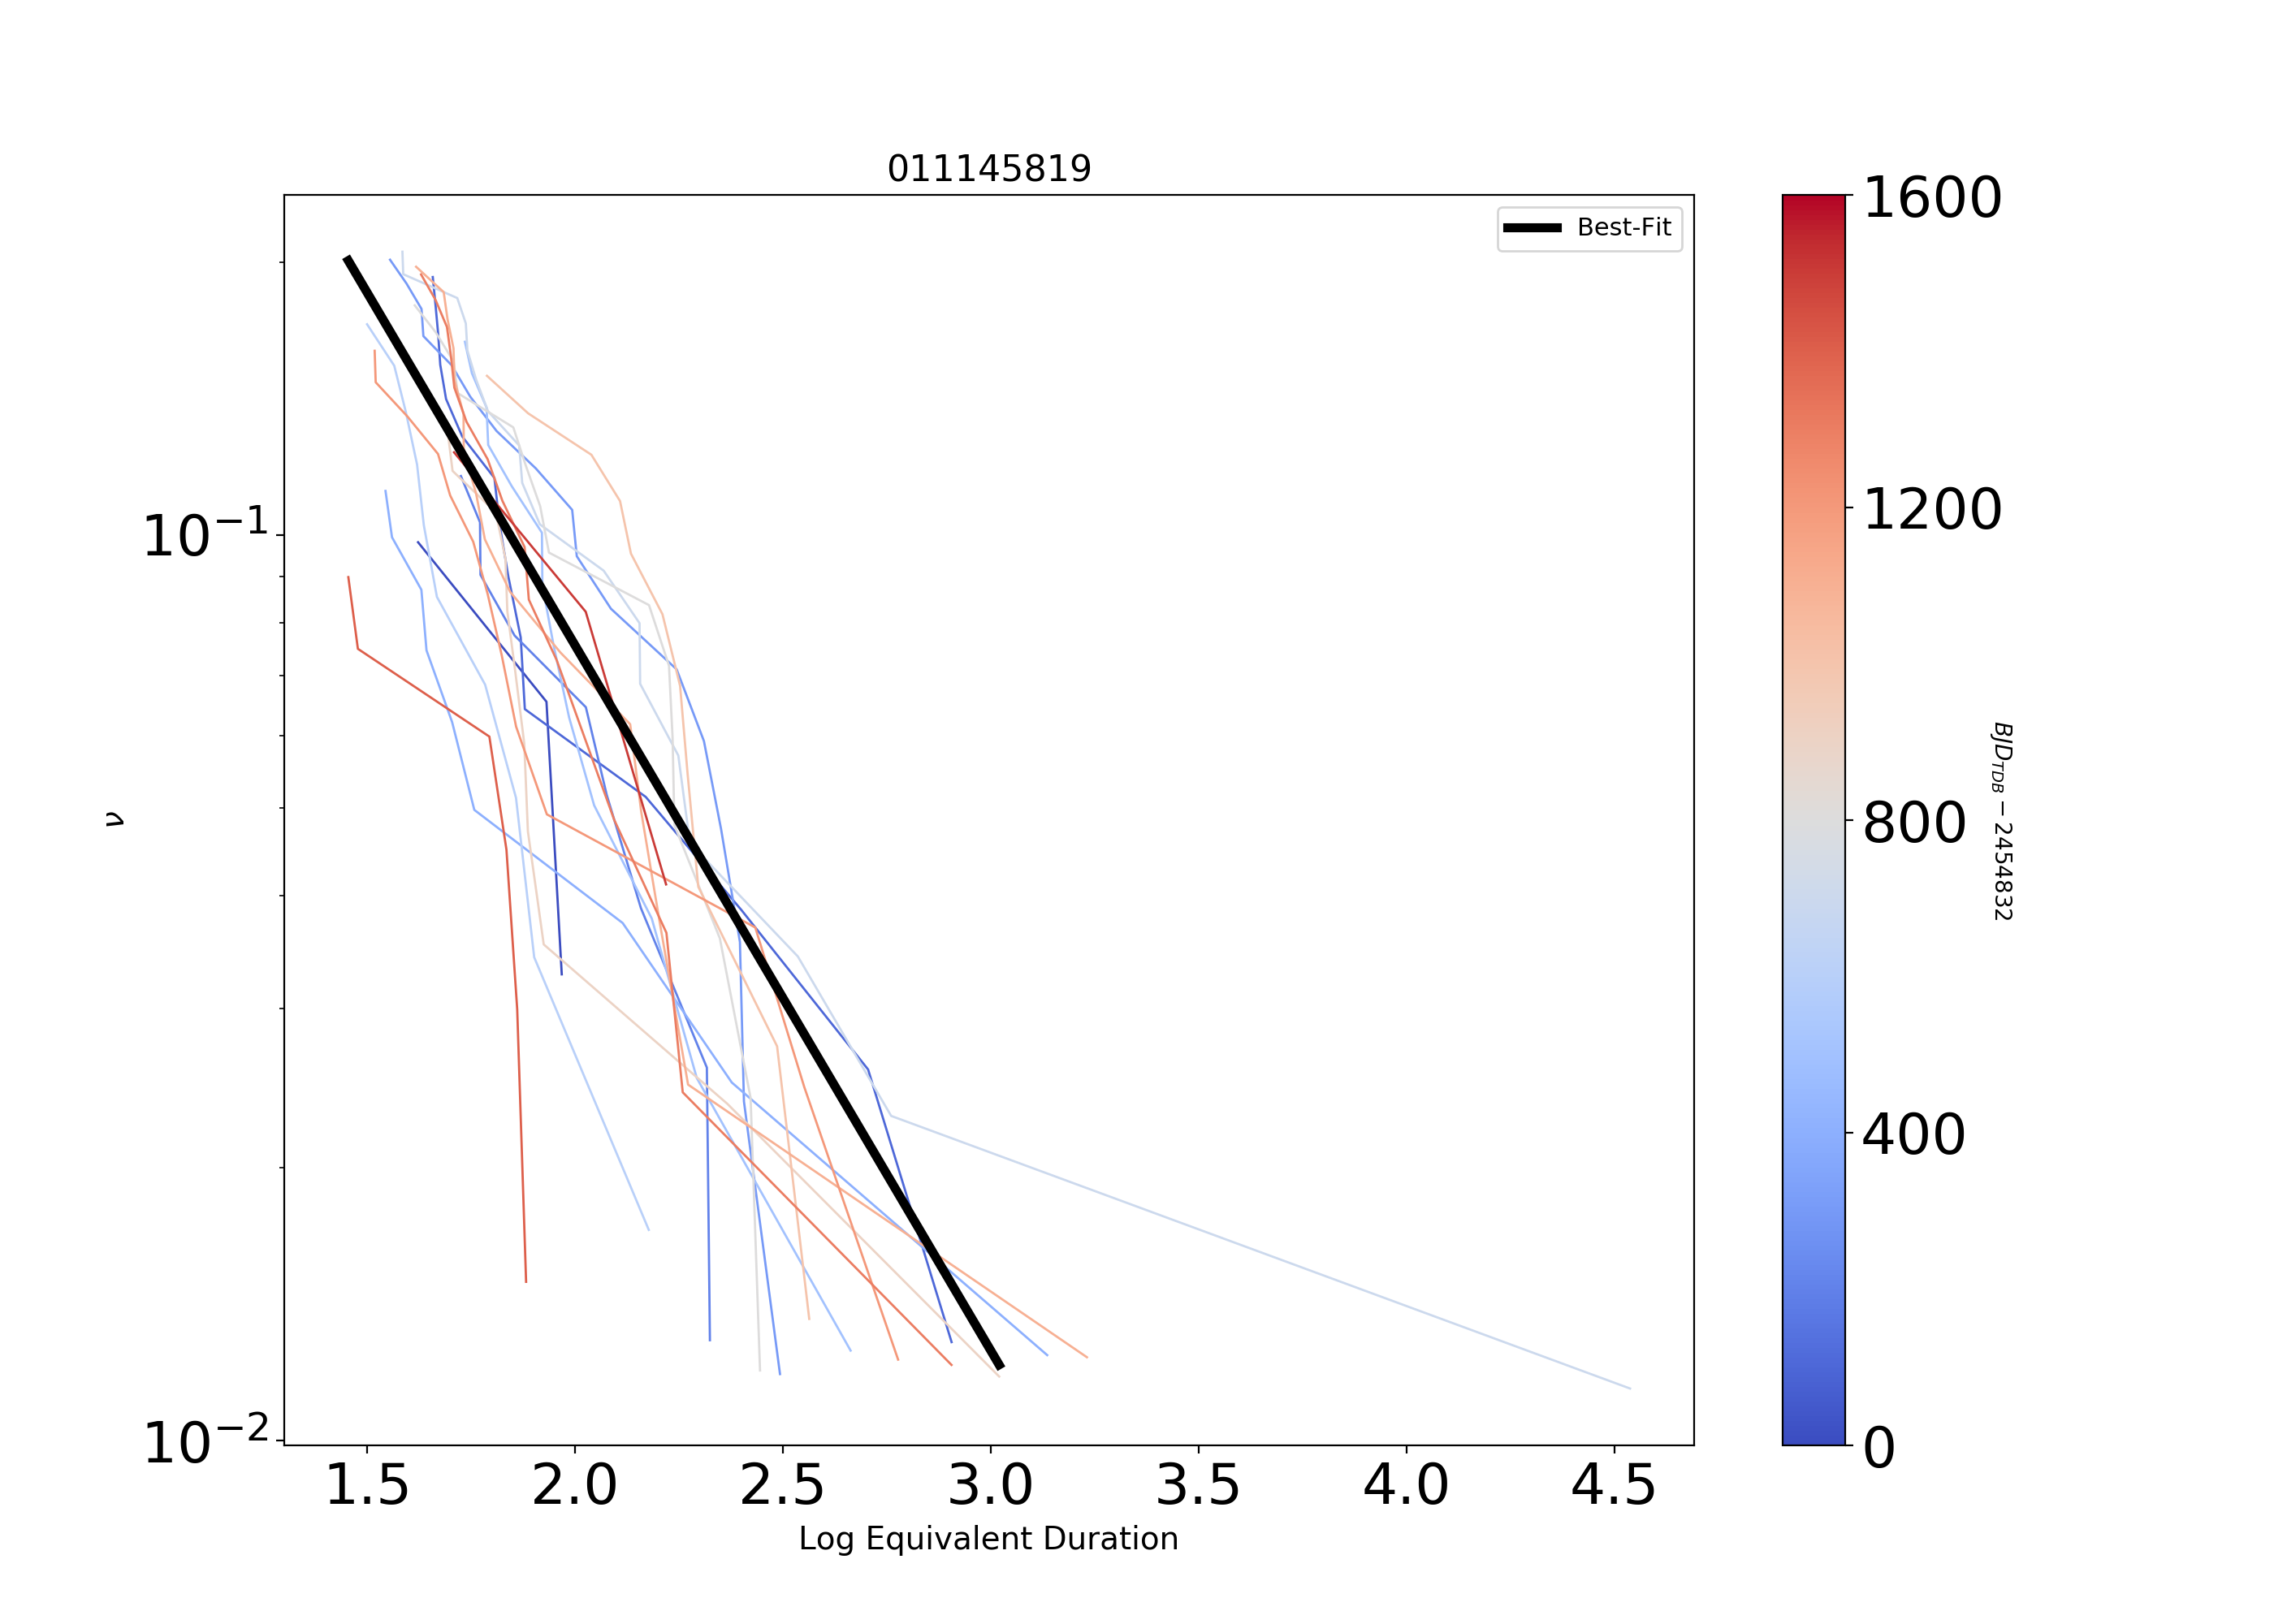 011145819
Best-Fit
10⁻¹
10⁻²
ν
1.5 2.0 2.5 3.0 3.5 4.0 4.5
Log Equivalent Duration
1600
1200
800
400
0
BJD_TDB − 2454832